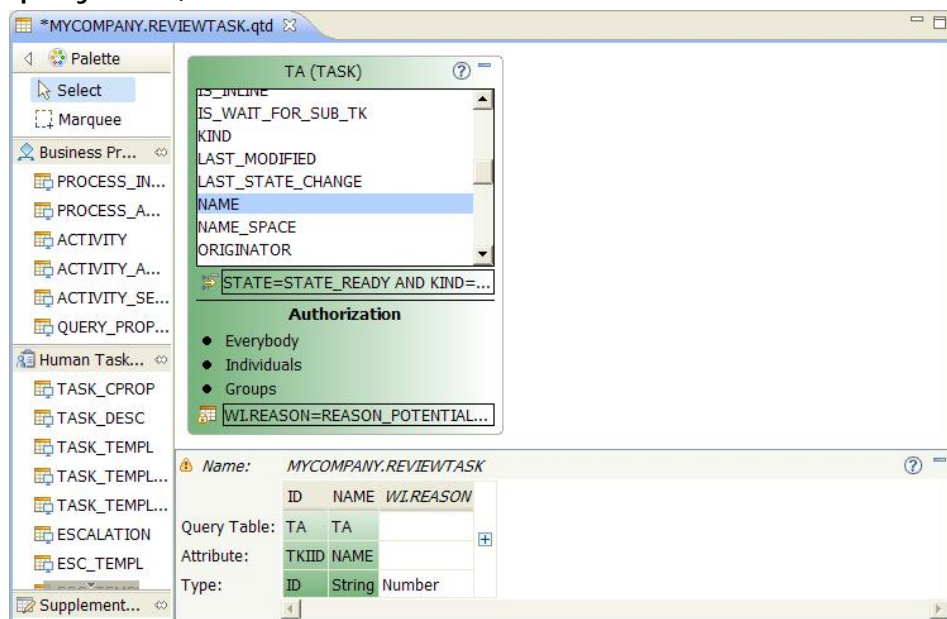 *MYCOMPANY.REVIEWTASK.qtd
Palette
Select
Marquee
Business Pr...
PROCESS_IN...
PROCESS_A...
ACTIVITY
ACTIVITY_A...
ACTIVITY_SE...
QUERY_PROP...
Human Task...
TASK_CPROP
TASK_DESC
TASK_TEMPL
TASK_TEMPL...
TASK_TEMPL...
ESCALATION
ESC_TEMPL
Supplement...
TA (TASK)
IS_INLINE
IS_WAIT_FOR_SUB_TK
KIND
LAST_MODIFIED
LAST_STATE_CHANGE
NAME
NAME_SPACE
ORIGINATOR
STATE=STATE_READY AND KIND=...
Authorization
Everybody
Individuals
Groups
WI.REASON=REASON_POTENTIAL...
Name: MYCOMPANY.REVIEWTASK
ID NAME WI.REASON
Query Table: TA TA
Attribute: TKIID NAME
Type: ID String Number